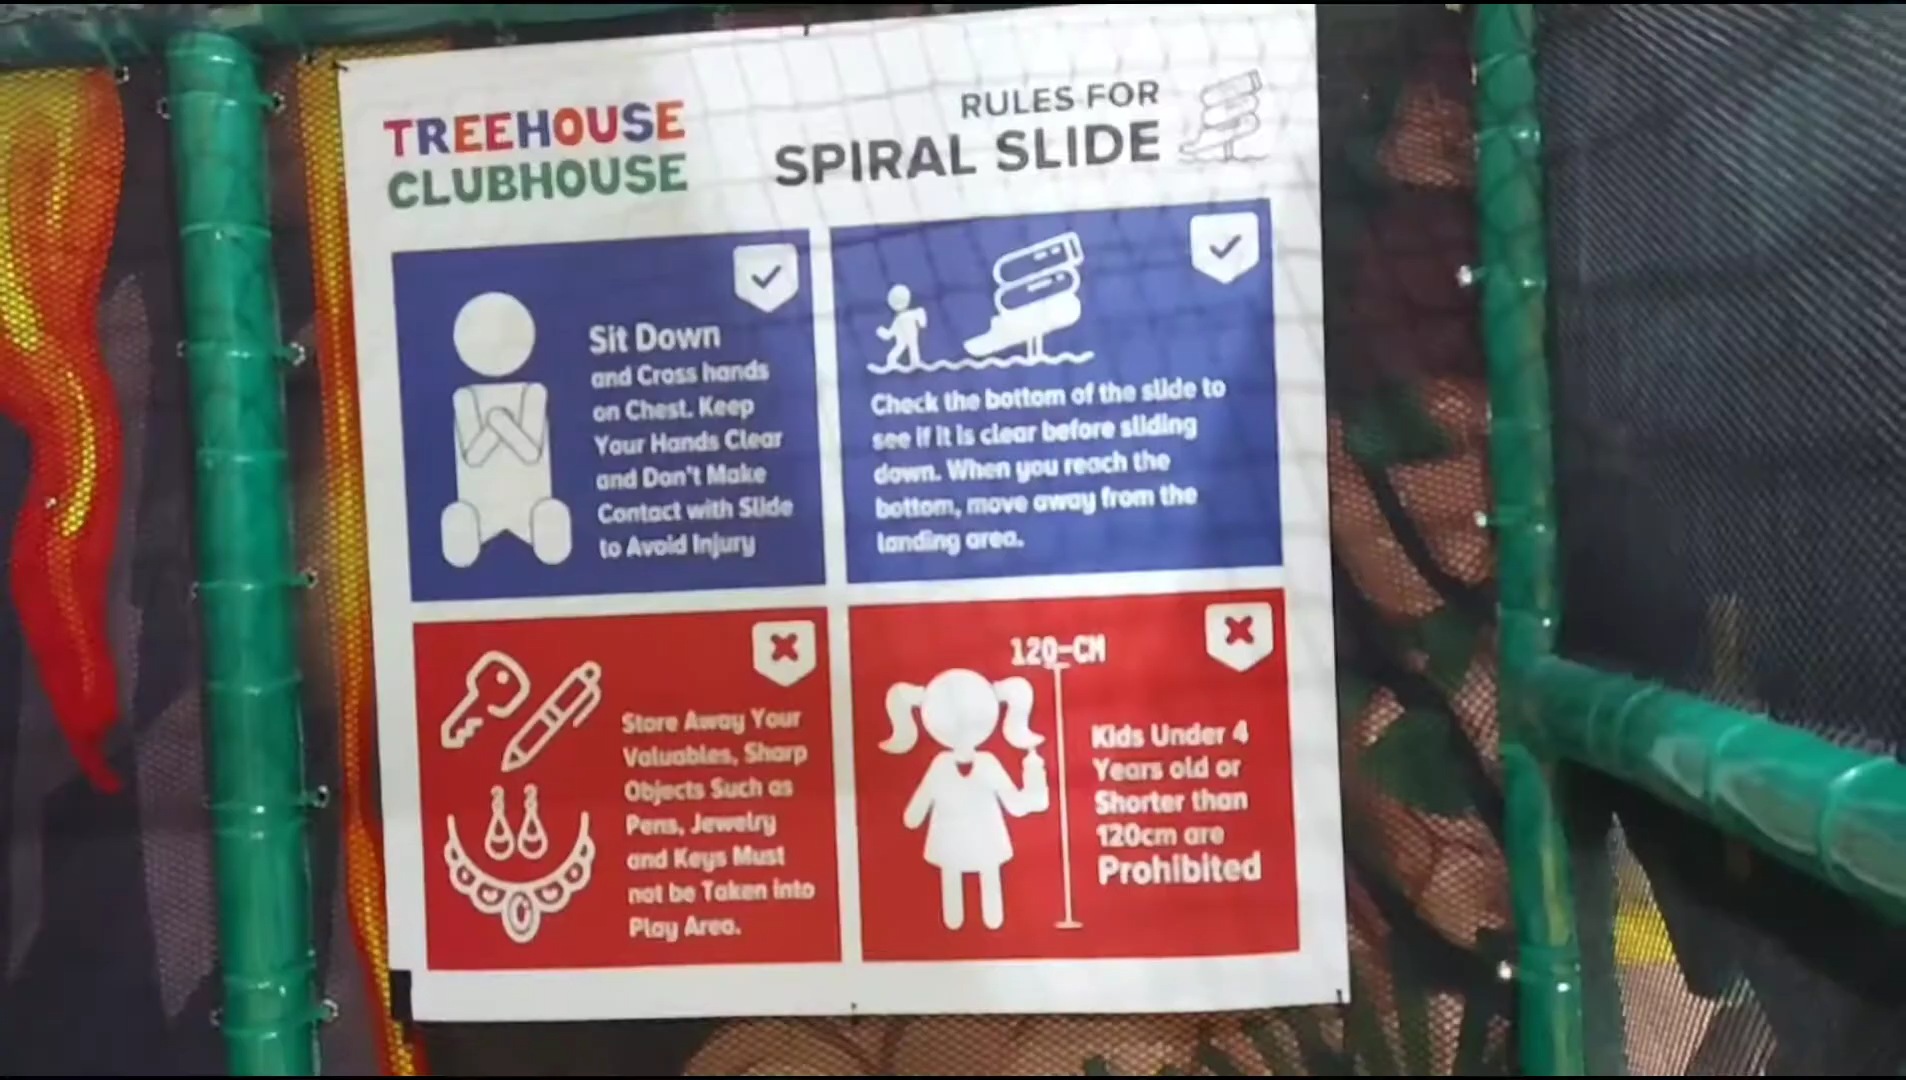 TREEHOUSE
CLUBHOUSE
RULES FOR
SPIRAL SLIDE
Sit Down
and Cross hands
on Chest. Keep
Your Hands Clear
and Don't Make
Contact with Slide
to Avoid Injury
Check the bottom of the slide to
see if it is clear before sliding
down. When you reach the
bottom, move away from the
landing area.
Store Away Your
Valuables, Sharp
Objects Such as
Pens, Jewelry
and Keys Must
not be Taken into
Play Area.
120-CM
Kids Under 4
Years old or
Shorter than
120cm are
Prohibited